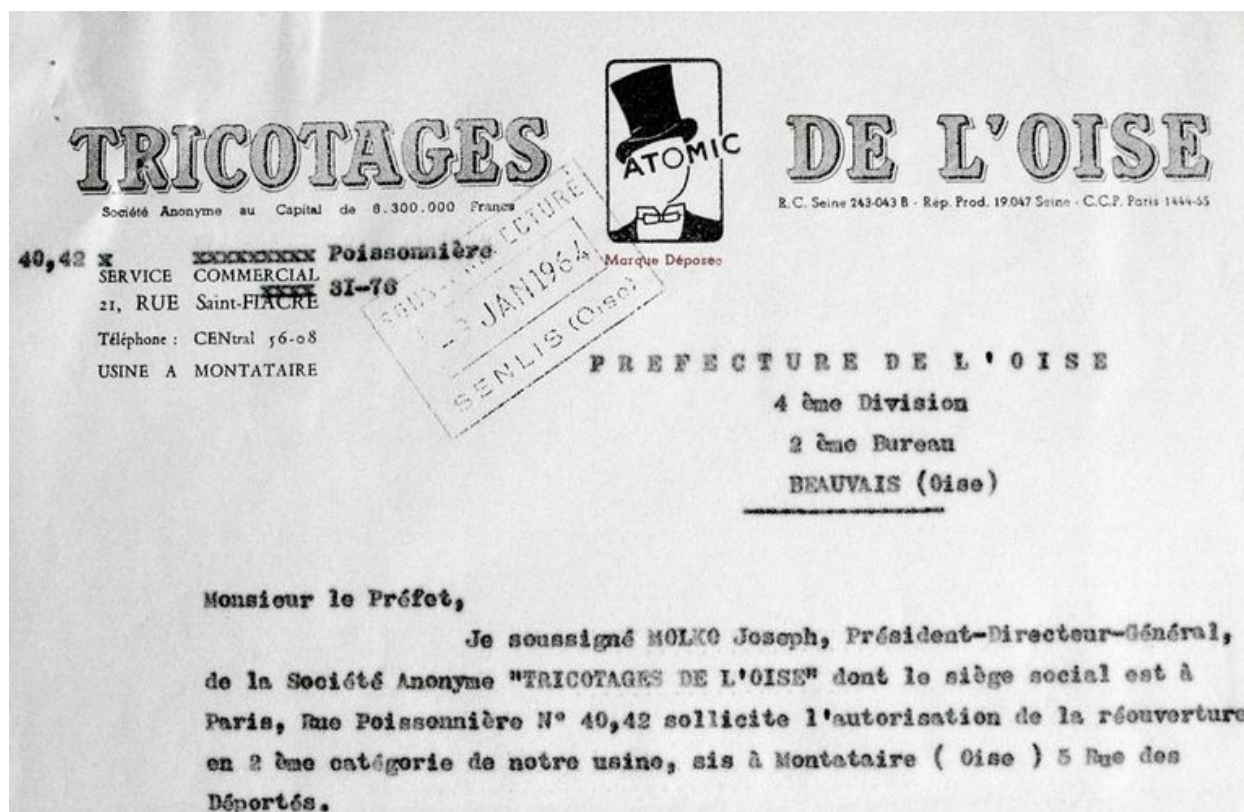 TRICOTAGES DE L'OISE
ATOMIC
Société Anonyme au Capital de 8.300.000 Francs
R.C. Seine 243-043 B - Rép. Prod. 19.047 Seine - C.C.P. Paris 1444-55
Marque Déposée
40,42 x xxxxxxxxx Poissonnière
SERVICE COMMERCIAL
xxxx 31-76
21, RUE Saint-FIACRE
Téléphone : CENtral 56-08
USINE A MONTATAIRE
SOUS-PREFECTURE
JAN 1964
SENLIS (Oise)
PREFECTURE DE L'OISE
4 ème Division
2 ème Bureau
BEAUVAIS (Oise)
Monsieur le Préfet,
Je soussigné MOLKO Joseph, Président-Directeur-Général,
de la Société Anonyme "TRICOTAGES DE L'OISE" dont le siège social est à
Paris, Rue Poissonnière N° 40,42 sollicite l'autorisation de la réouverture
en 2 ème catégorie de notre usine, sis à Montataire ( Oise ) 5 Rue des
Déportés.